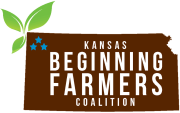 KANSAS
BEGINNING
FARMERS
COALITION